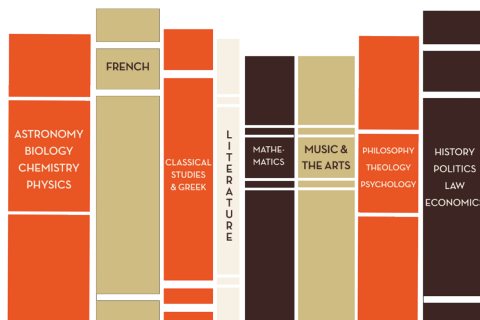 ASTRONOMY
BIOLOGY
CHEMISTRY
PHYSICS
FRENCH
CLASSICAL
STUDIES
& GREEK
LITERATURE
MATHE-
MATICS
MUSIC &
THE ARTS
PHILOSOPHY
THEOLOGY
PSYCHOLOGY
HISTORY
POLITICS
LAW
ECONOMICS